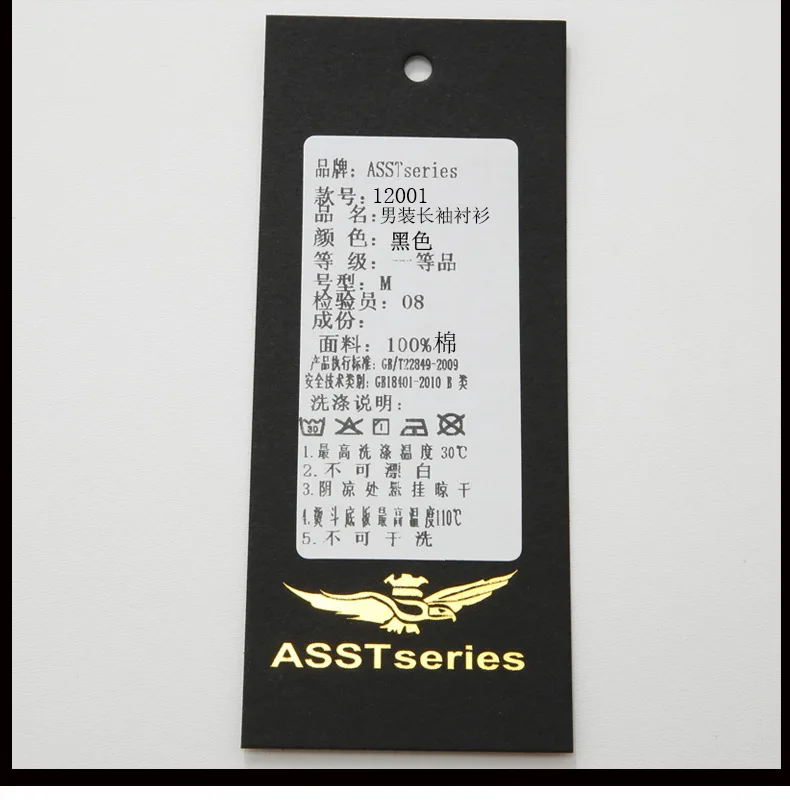 品牌: ASSTseries
款号: 12001
品 名: 男装长袖衬衫
颜 色: 黑色
等 级: 一等品
号型: M
检验员: 08
成份:
面料: 100%棉
产品执行标准: GB/T22849-2009
安全技术类别: GB18401-2010 B 类
洗涤说明:
30
1.最高洗涤温度30℃
2.不可漂白
3.阴凉处悬挂晾干
4.熨斗底板最高温度110℃
5.不可干洗
ASSTseries